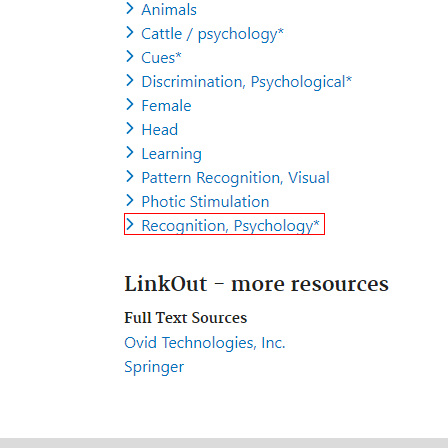 Animals
Cattle / psychology*
Cues*
Discrimination, Psychological*
Female
Head
Learning
Pattern Recognition, Visual
Photic Stimulation
Recognition, Psychology*
LinkOut - more resources
Full Text Sources
Ovid Technologies, Inc.
Springer